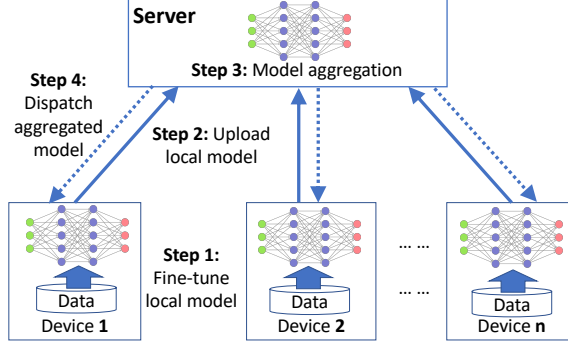 Server
Step 3: Model aggregation
Step 4:
Dispatch
aggregated
model
Step 2: Upload
local model
Step 1:
Fine-tune
local model
Data
Device 1
Data
Device 2
... ...
... ...
Data
Device n